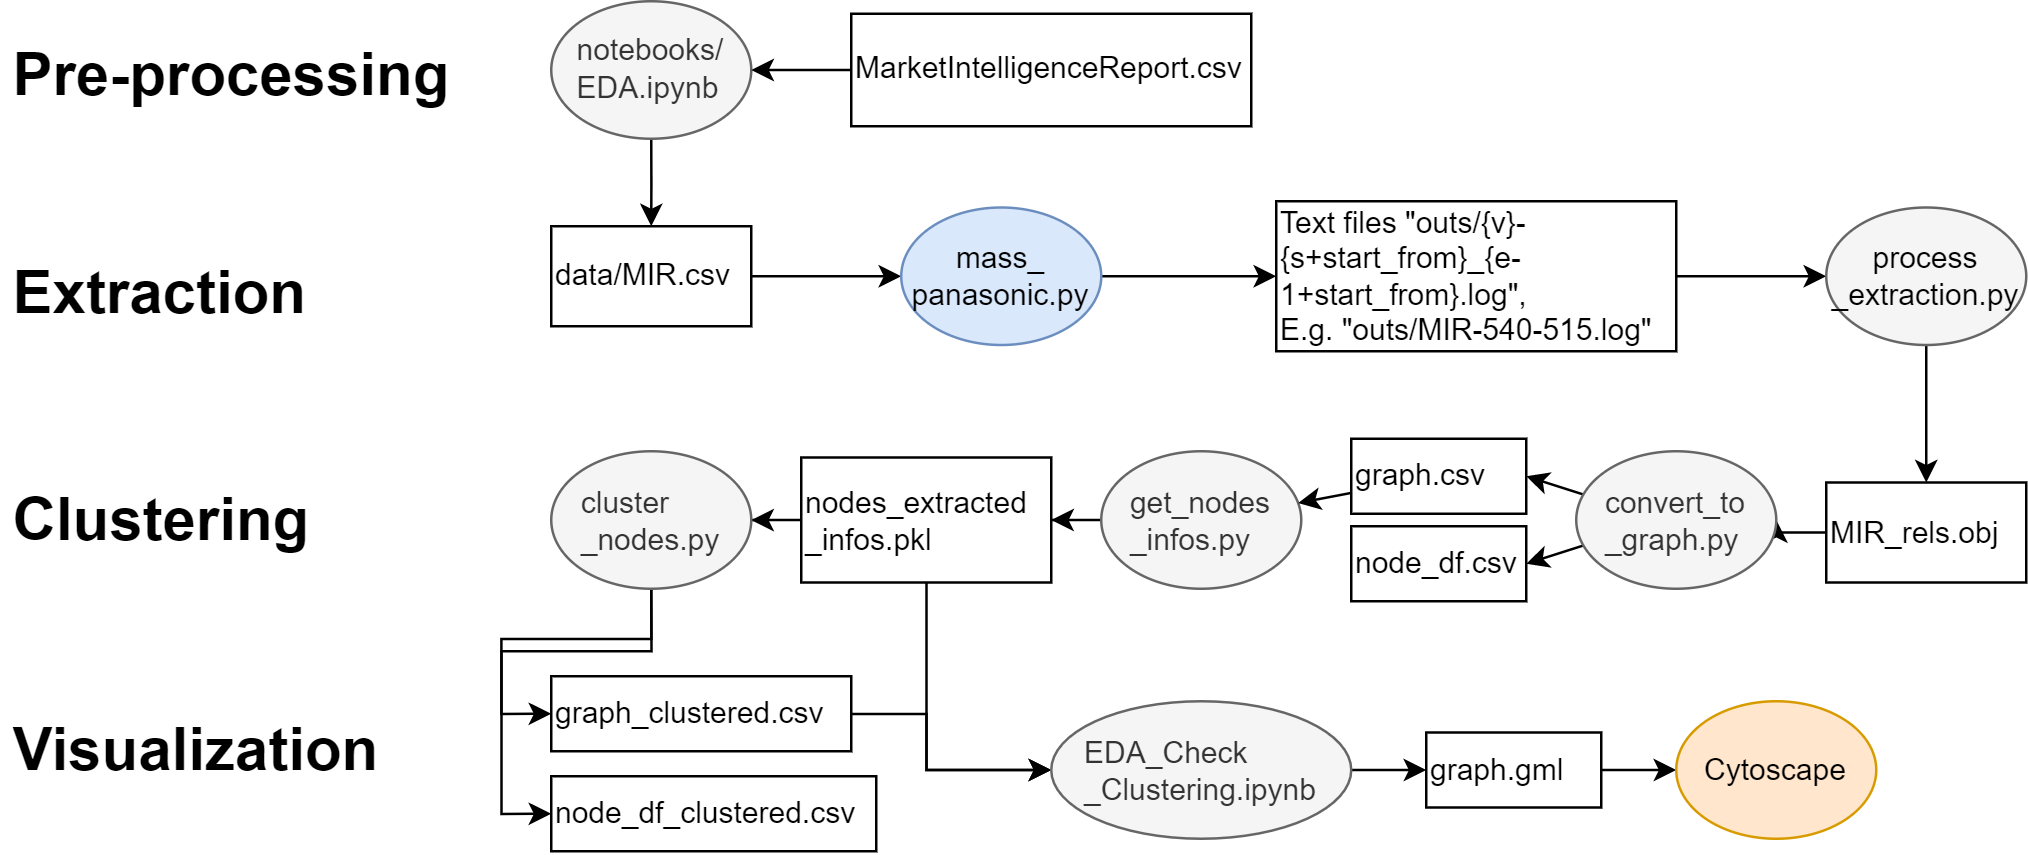 Pre-processing
notebooks/
EDA.ipynb
MarketIntelligenceReport.csv
Extraction
data/MIR.csv
mass_
panasonic.py
Text files "outs/{v}-
{s+start_from}_{e-
1+start_from}.log",
E.g. "outs/MIR-540-515.log"
process
_extraction.py
Clustering
cluster
_nodes.py
nodes_extracted
_infos.pkl
get_nodes
_infos.py
graph.csv
node_df.csv
convert_to
_graph.py
MIR_rels.obj
Visualization
graph_clustered.csv
node_df_clustered.csv
EDA_Check
_Clustering.ipynb
graph.gml
Cytoscape